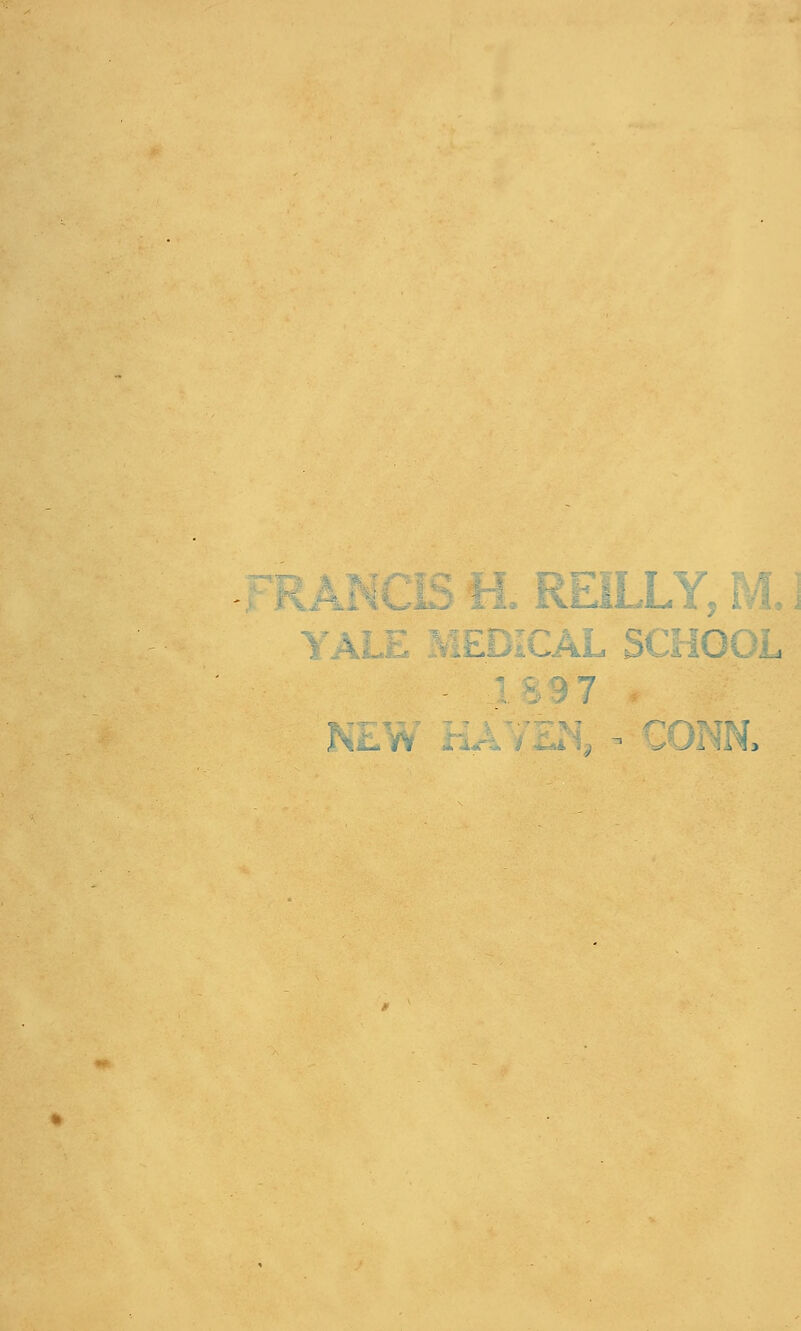 FRANCIS H. REILLY, M.
YALE MEDICAL SCHOOL
1897
NEW HAVEN, - CONN.